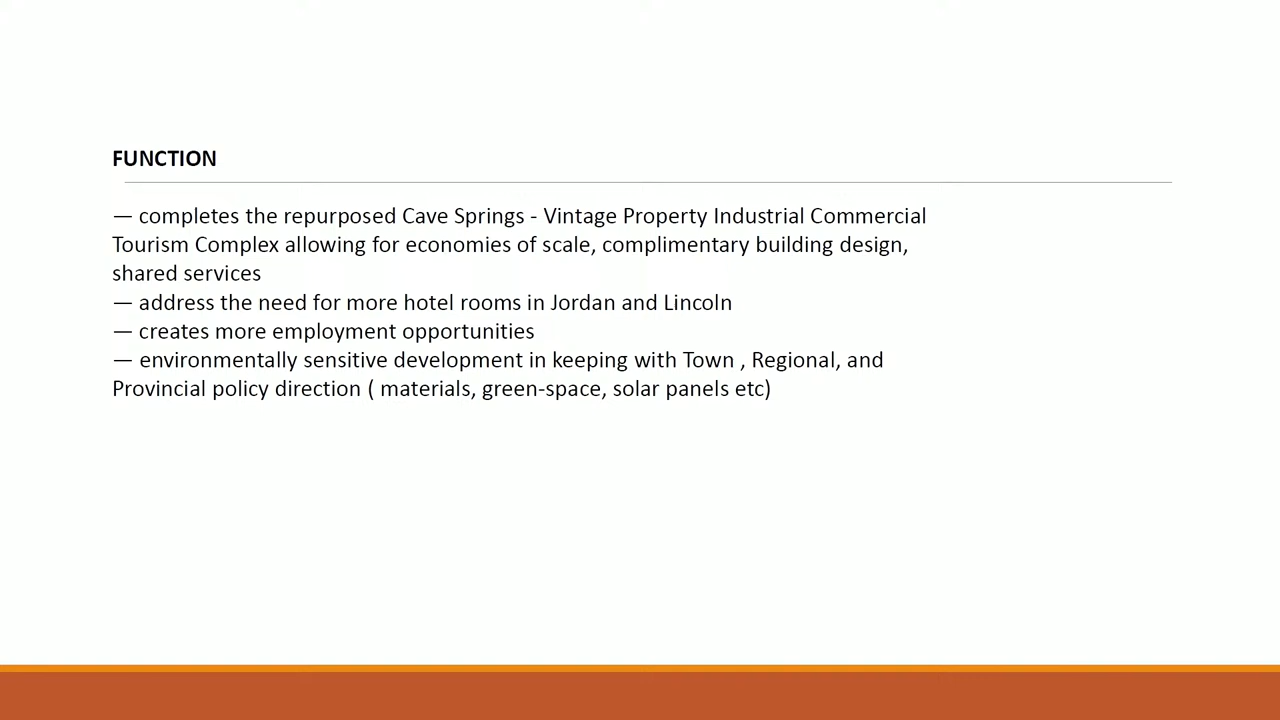 FUNCTION
— completes the repurposed Cave Springs - Vintage Property Industrial Commercial
Tourism Complex allowing for economies of scale, complimentary building design,
shared services
— address the need for more hotel rooms in Jordan and Lincoln
— creates more employment opportunities
— environmentally sensitive development in keeping with Town , Regional, and
Provincial policy direction ( materials, green-space, solar panels etc)